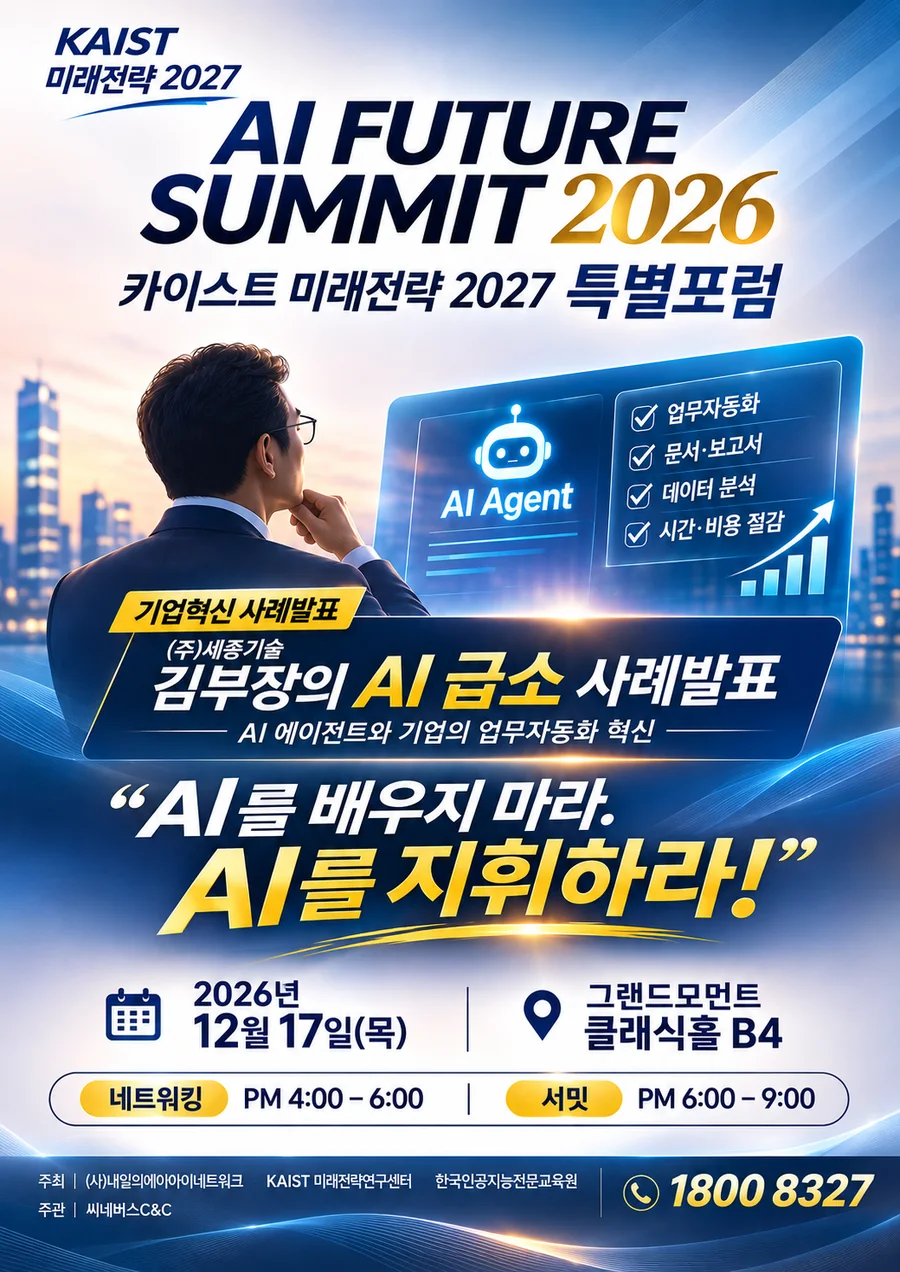 KAIST
미래전략 2027
AI FUTURE
SUMMIT 2026
카이스트 미래전략 2027 특별포럼
AI Agent
업무자동화
문서·보고서
데이터 분석
시간·비용 절감
기업혁신 사례발표
(주)세종기술
김부장의 AI 급소 사례발표
AI 에이전트와 기업의 업무자동화 혁신
“AI를 배우지 마라.
AI를 지휘하라!”
2026년
12월 17일(목)
그랜드모먼트
클래식홀 B4
네트워킹 PM 4:00 – 6:00
서밋 PM 6:00 – 9:00
주최 | (사)내일의에이아이네트워크 KAIST 미래전략연구센터 한국인공지능전문교육원
주관 | 씨네버스C&C
1800 8327